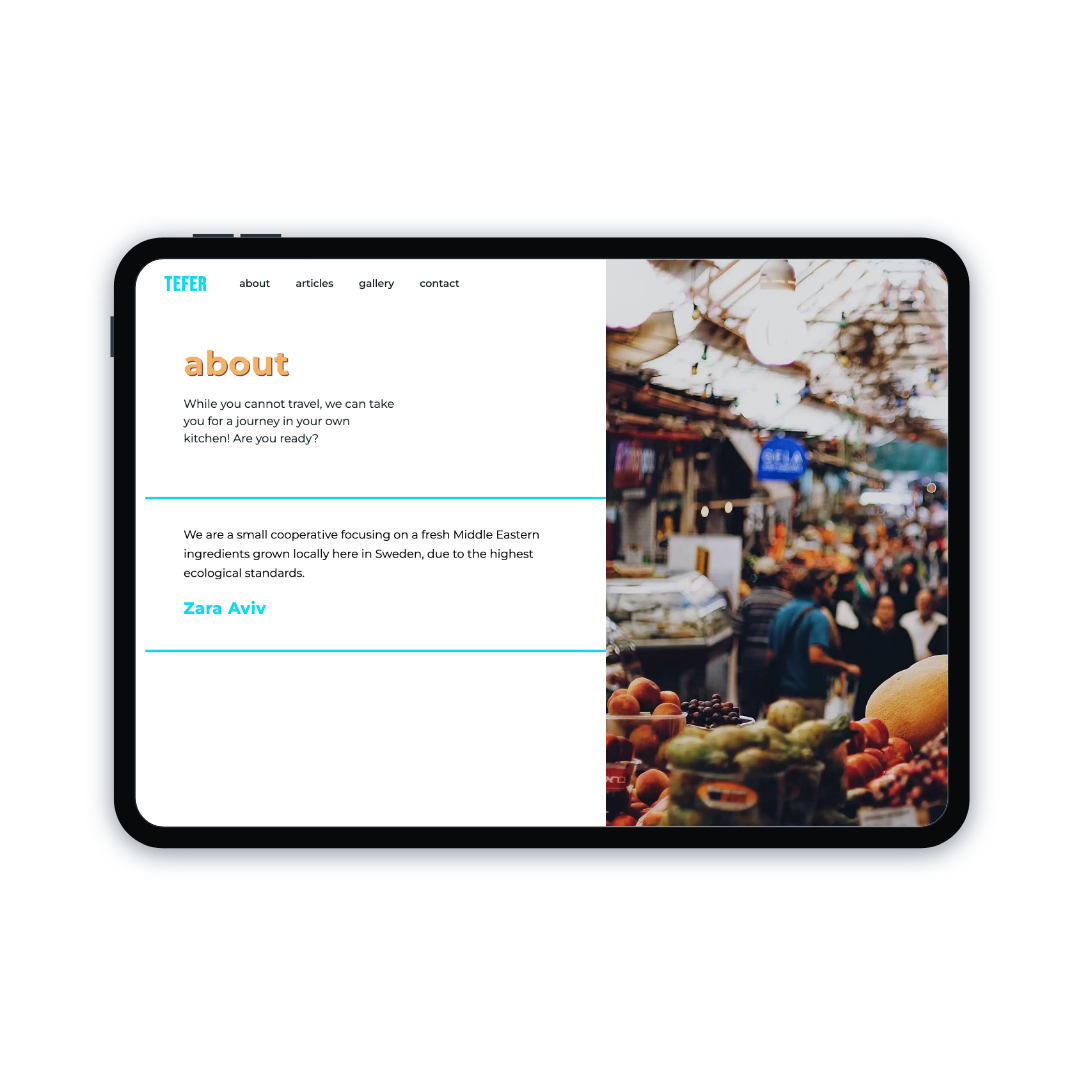 TEFER about articles gallery contact
about
While you cannot travel, we can take
you for a journey in your own
kitchen! Are you ready?
We are a small cooperative focusing on a fresh Middle Eastern
ingredients grown locally here in Sweden, due to the highest
ecological standards.
Zara Aviv